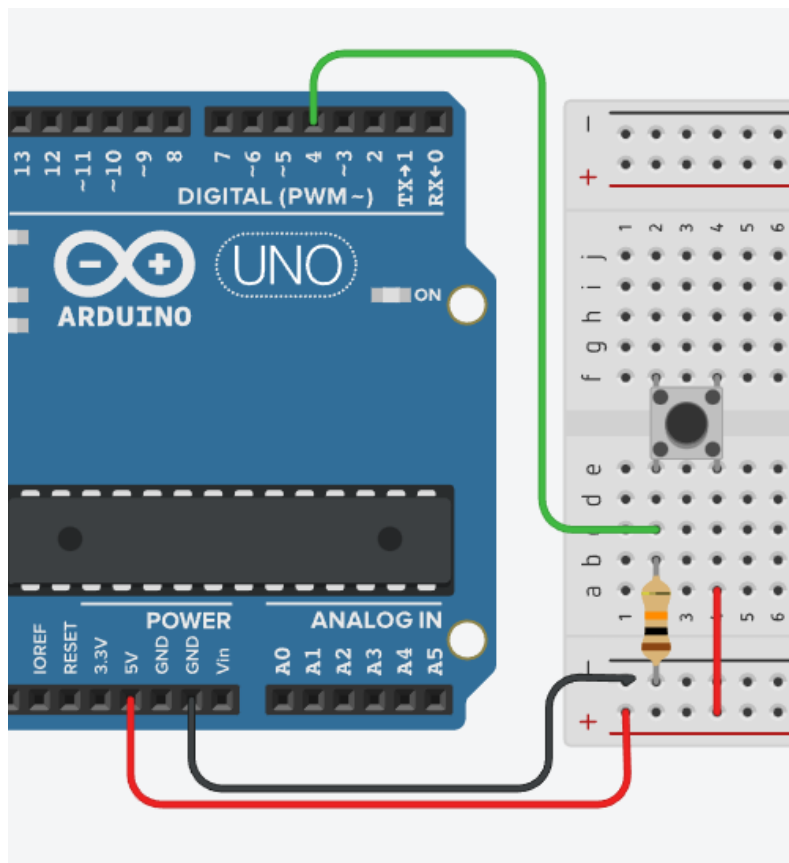 13
12
~11
~10
~9
8
7
~6
~5
4
~3
2
TX→1
RX←0
DIGITAL (PWM~)
UNO
ARDUINO
ON
IOREF
RESET
3.3V
5V
GND
GND
Vin
POWER
ANALOG IN
A0
A1
A2
A3
A4
A5
−
+
1 2 3 4 5 6
j
i
h
g
f
e
d
b
a
1 3 5 6
−
+